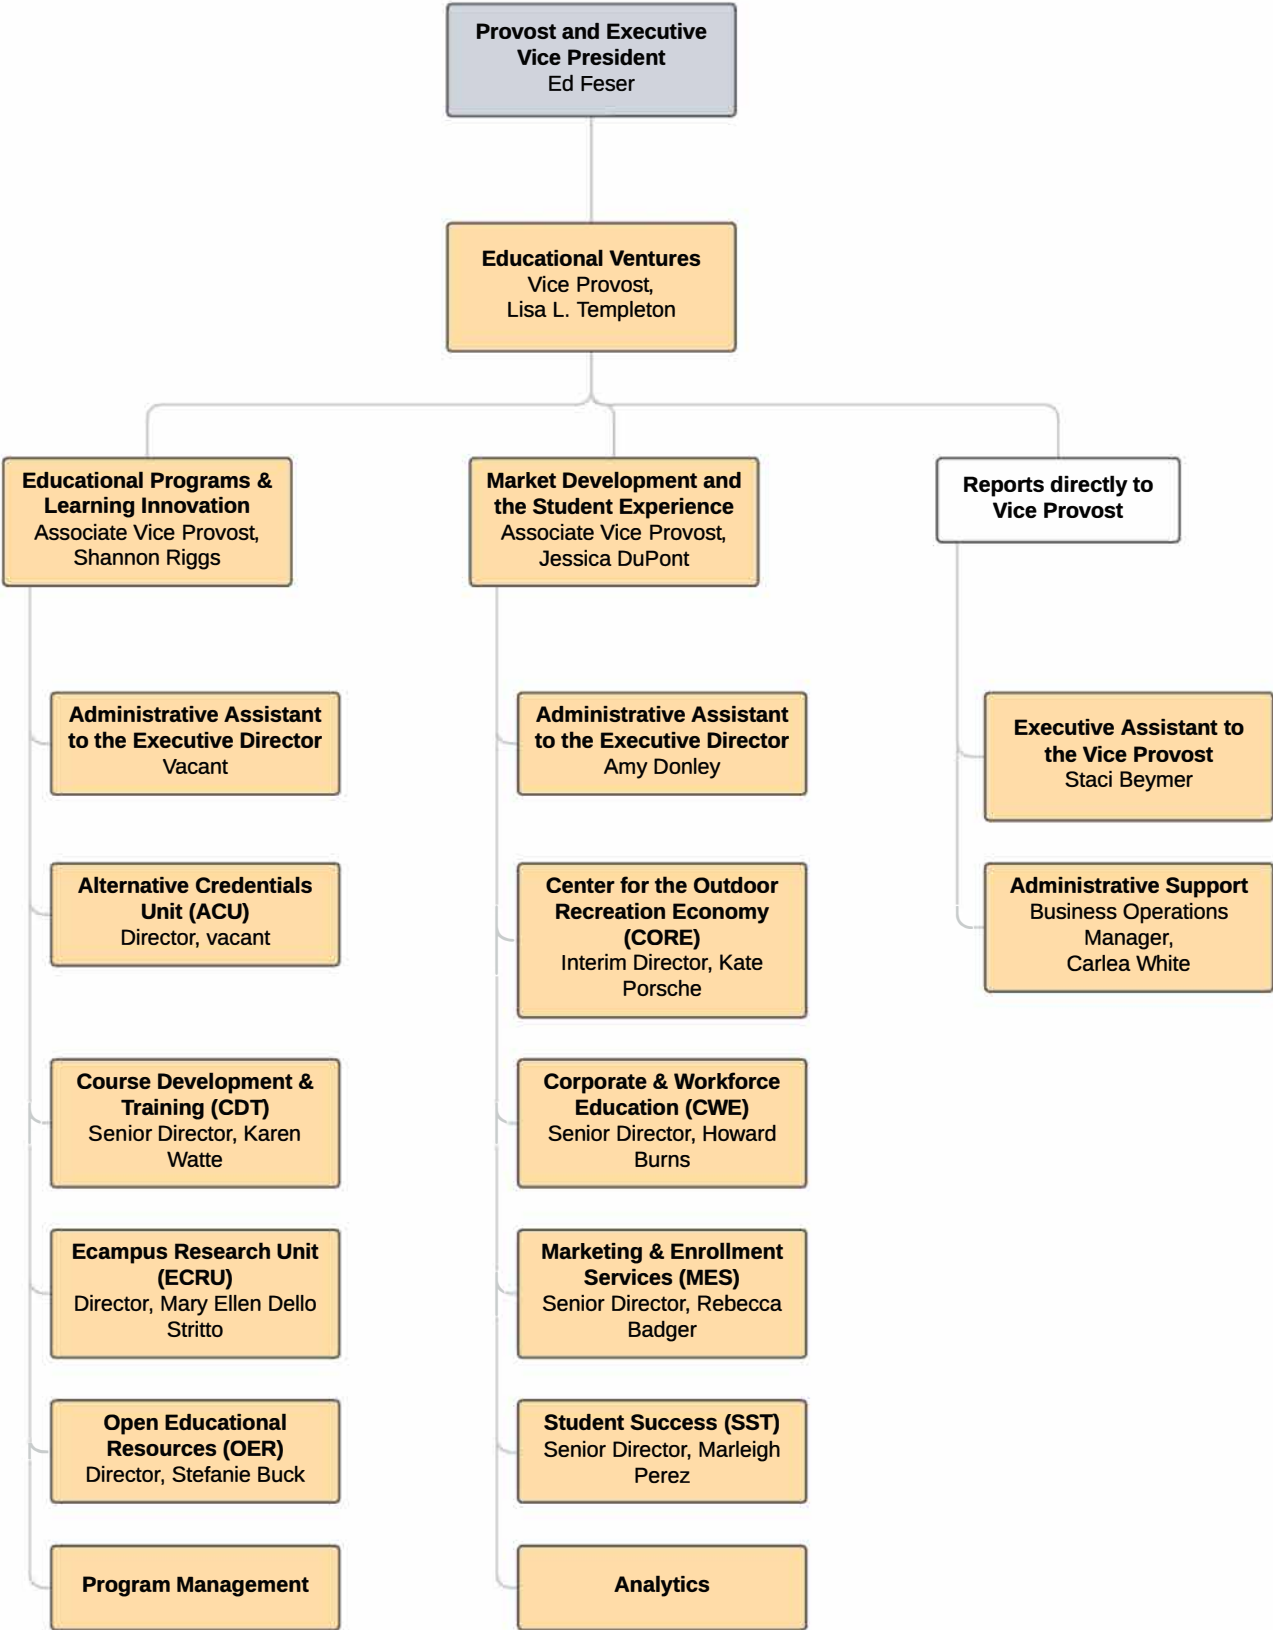 Provost and Executive
Vice President
Ed Feser
Educational Ventures
Vice Provost,
Lisa L. Templeton
Educational Programs &
Learning Innovation
Associate Vice Provost,
Shannon Riggs
Market Development and
the Student Experience
Associate Vice Provost,
Jessica DuPont
Reports directly to
Vice Provost
Administrative Assistant
to the Executive Director
Vacant
Administrative Assistant
to the Executive Director
Amy Donley
Executive Assistant to
the Vice Provost
Staci Beymer
Alternative Credentials
Unit (ACU)
Director, vacant
Center for the Outdoor
Recreation Economy
(CORE)
Interim Director, Kate
Porsche
Administrative Support
Business Operations
Manager,
Carlea White
Course Development &
Training (CDT)
Senior Director, Karen
Watte
Corporate & Workforce
Education (CWE)
Senior Director, Howard
Burns
Ecampus Research Unit
(ECRU)
Director, Mary Ellen Dello
Stritto
Marketing & Enrollment
Services (MES)
Senior Director, Rebecca
Badger
Open Educational
Resources (OER)
Director, Stefanie Buck
Student Success (SST)
Senior Director, Marleigh
Perez
Program Management
Analytics